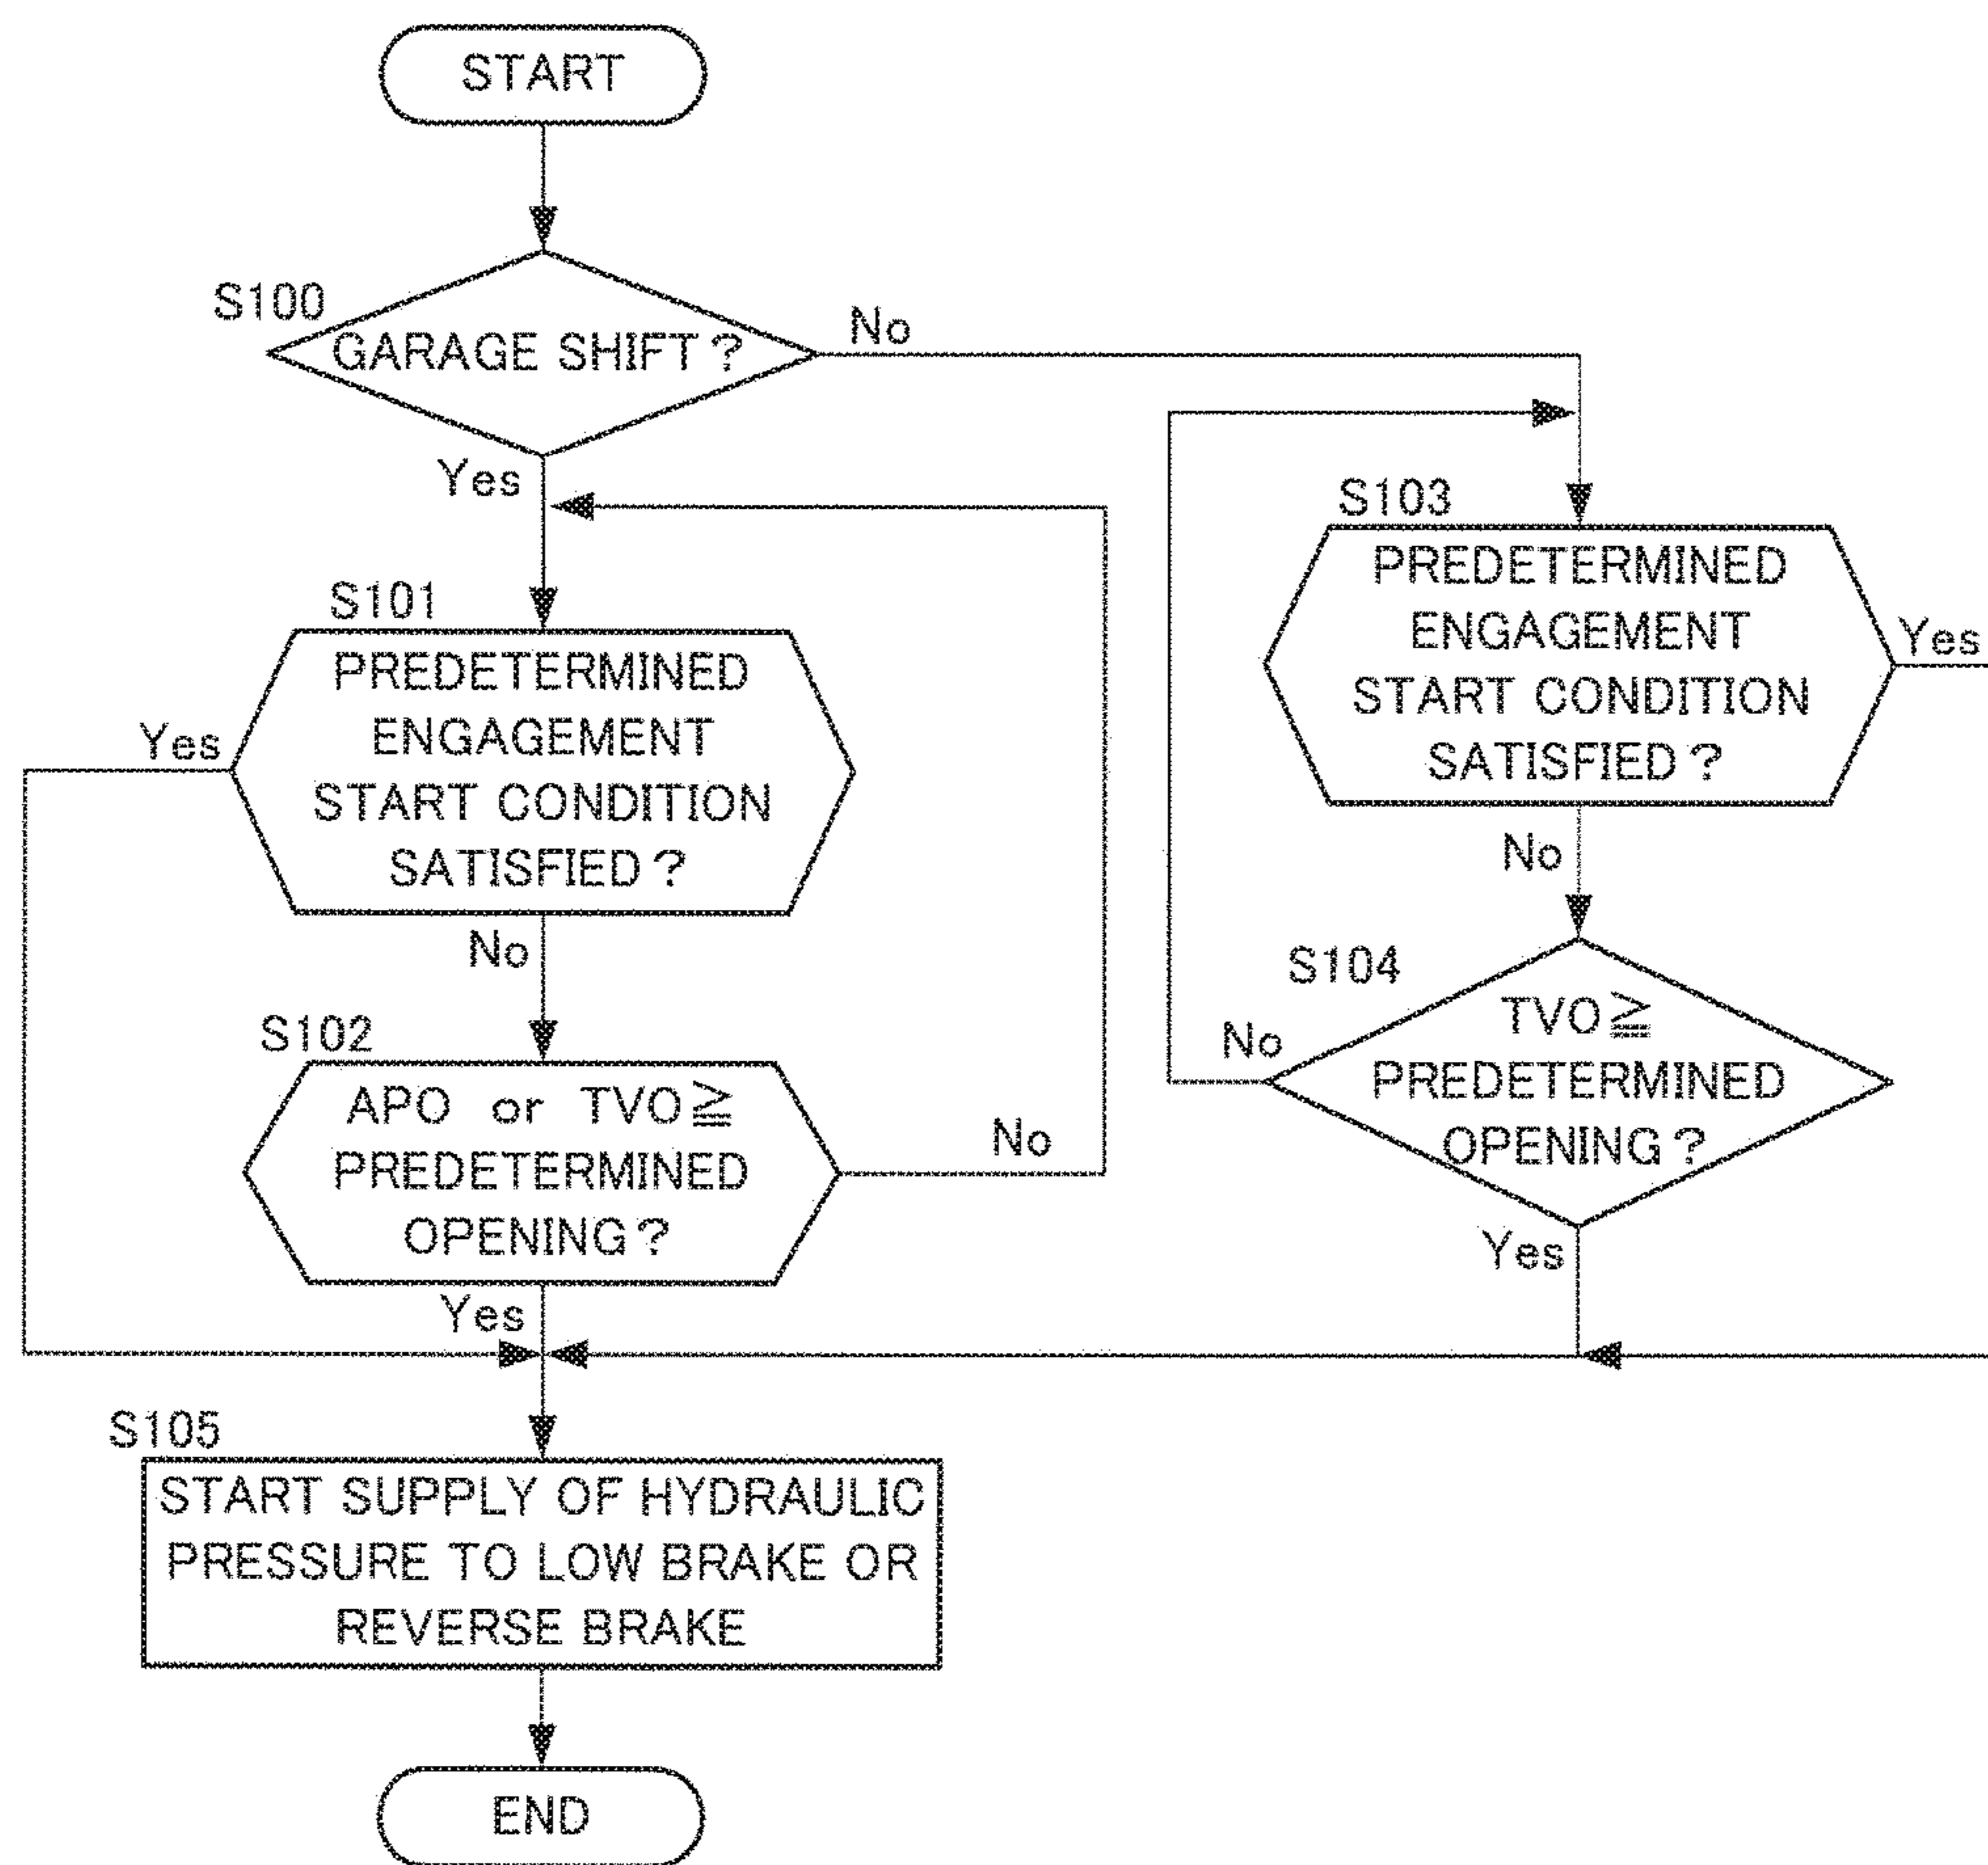 START
S100
GARAGE SHIFT?
No
Yes
S101
PREDETERMINED
ENGAGEMENT
START CONDITION
SATISFIED?
Yes
No
S102
APO or TVO≧
PREDETERMINED
OPENING?
No
Yes
S103
PREDETERMINED
ENGAGEMENT
START CONDITION
SATISFIED?
Yes
No
S104
TVO≧
PREDETERMINED
OPENING?
No
Yes
S105
START SUPPLY OF HYDRAULIC
PRESSURE TO LOW BRAKE OR
REVERSE BRAKE
END